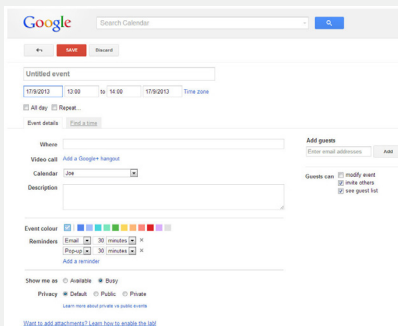 Google
Search Calendar
SAVE Discard
Untitled event
17/9/2013 13:00 to 14:00 17/9/2013 Time zone
All day Repeat...
Event details Find a time
Where
Video call Add a Google+ hangout
Calendar Joe
Description
Add guests
Enter email addresses Add
Guests can modify event
invite others
see guest list
Event colour
Reminders Email 30 minutes ×
Pop-up 30 minutes ×
Add a reminder
Show me as Available Busy
Privacy Default Public Private
Learn more about private vs public events
Want to add attachments? Learn how to enable the lab!